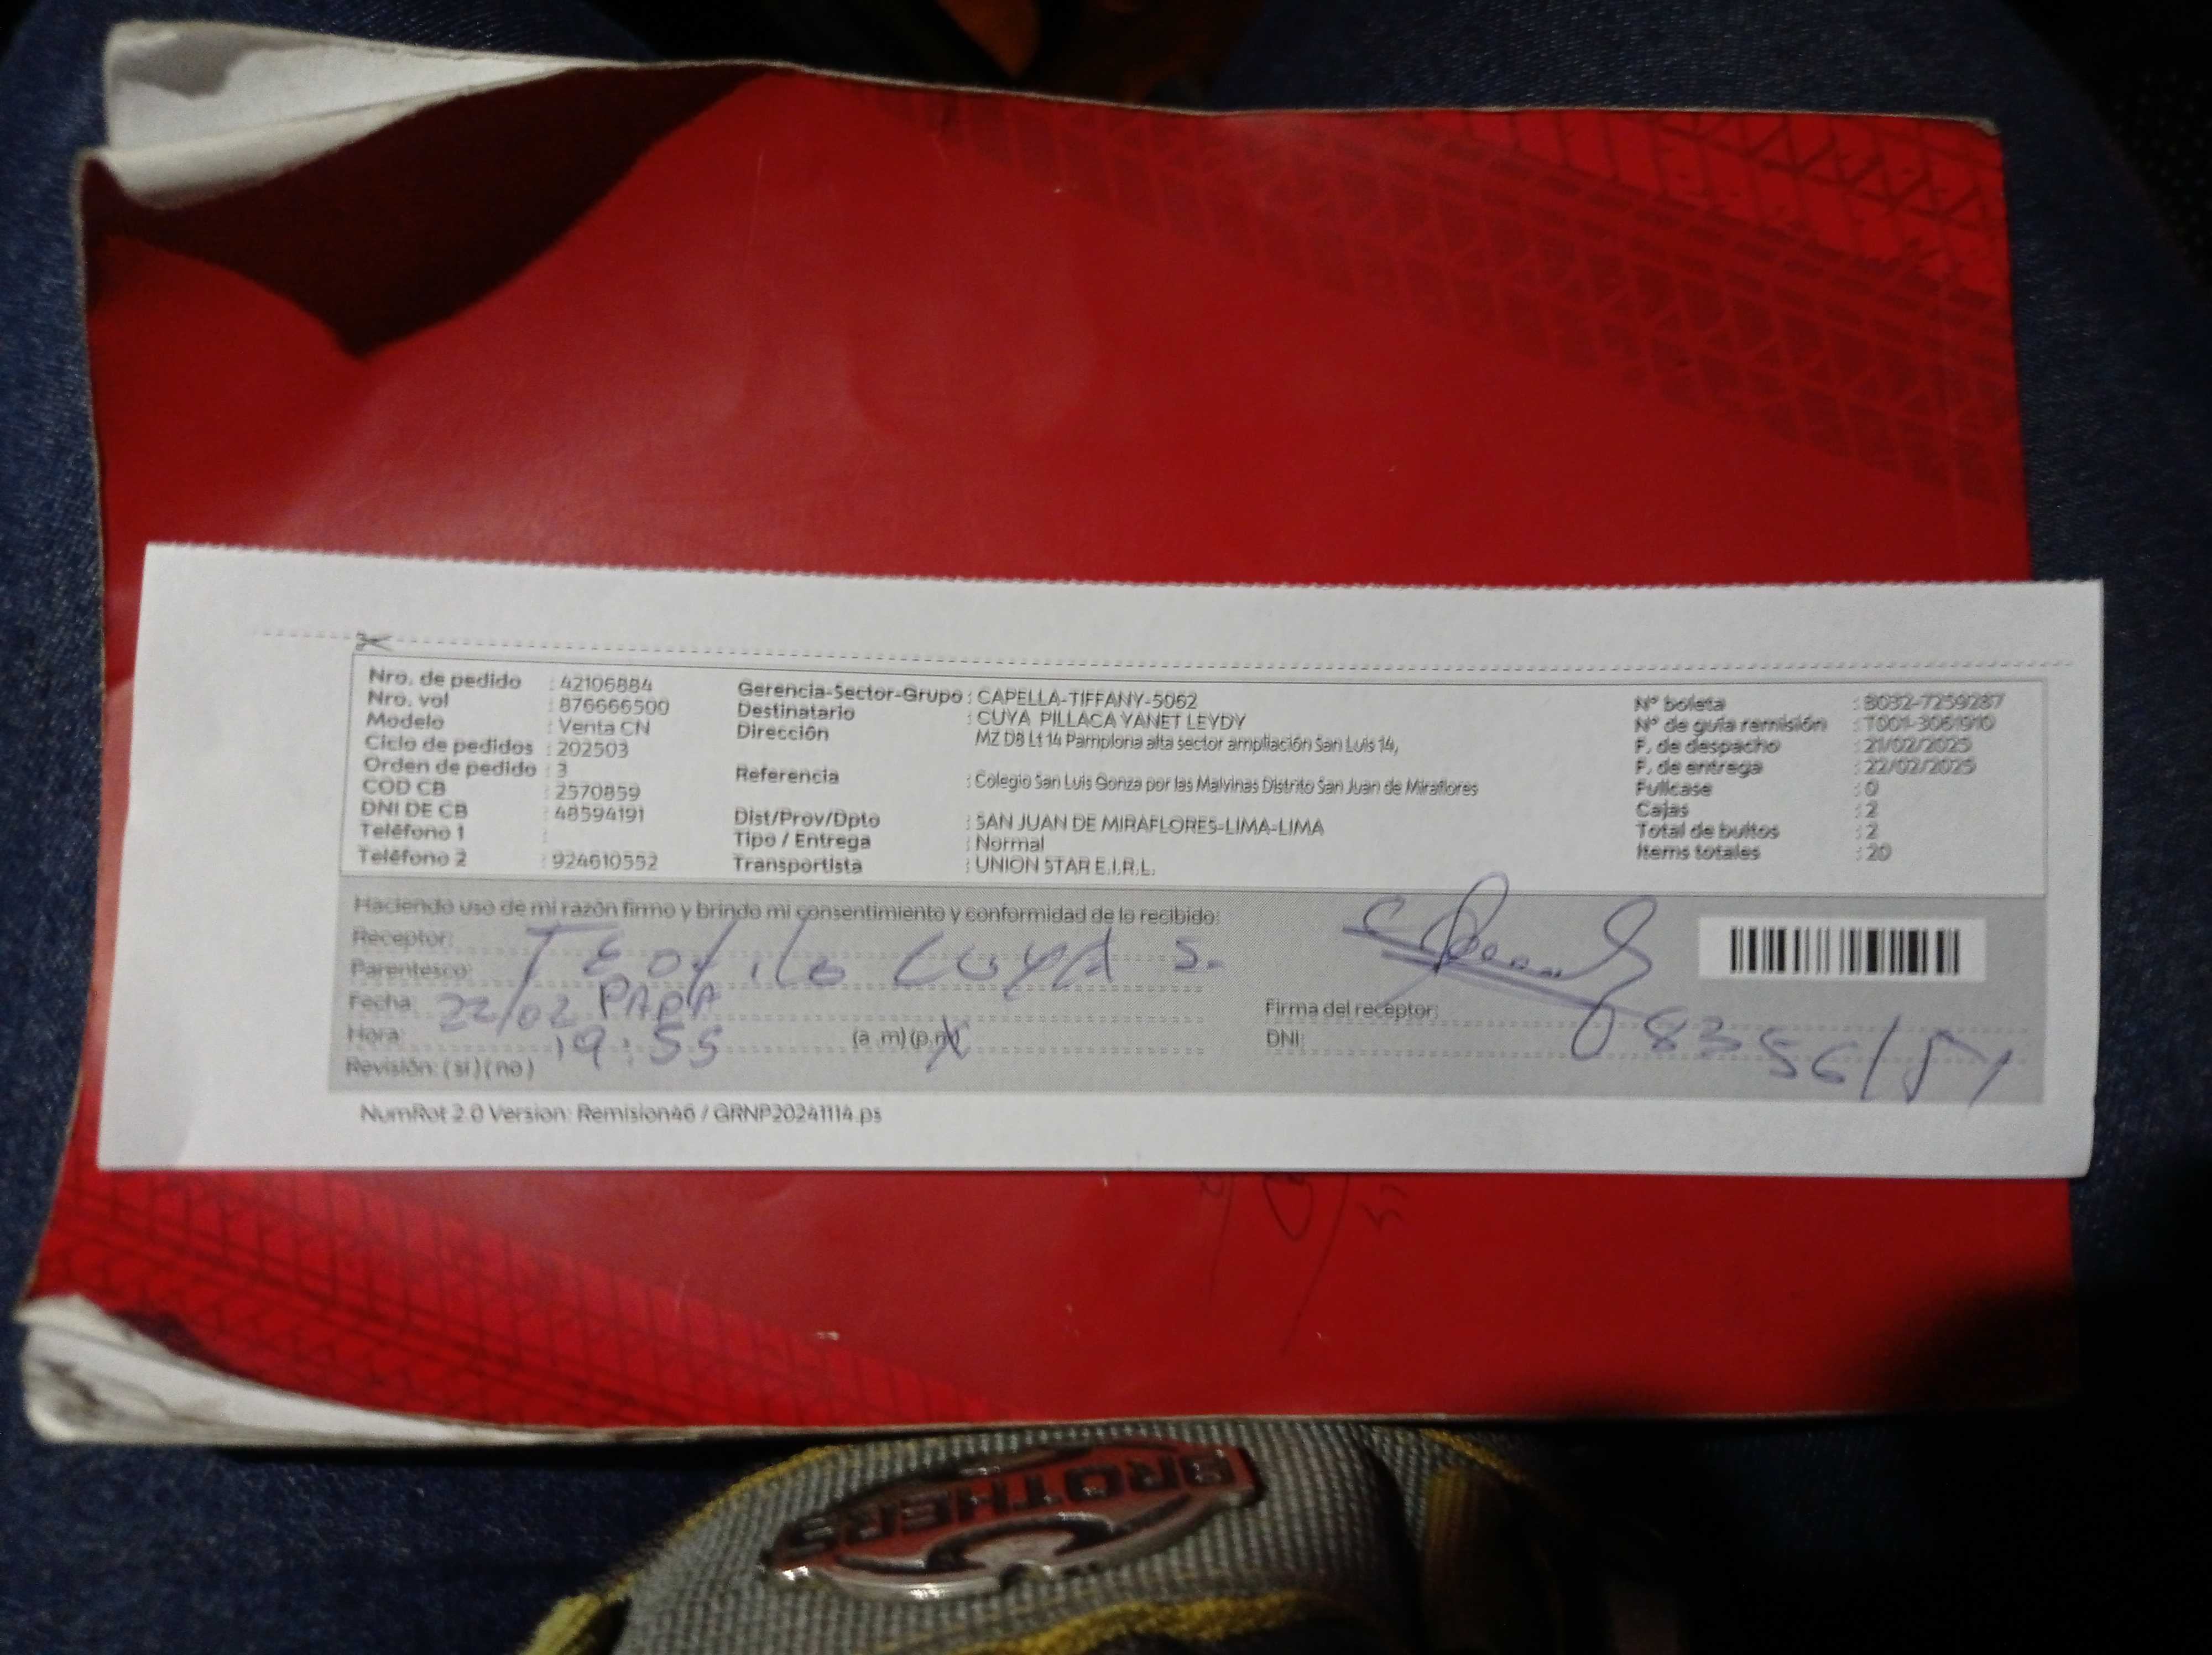 Nro. de pedido : 42106884
Nro. vol : 876666500
Modelo : Venta CN
Ciclo de pedidos : 202503
Orden de pedido : 3
COD CB : 2570859
DNI DE CB : 48594191
Teléfono 1 :
Teléfono 2 : 924610552
Gerencia-Sector-Grupo : CAPELLA-TIFFANY-5062
Destinatario : CUYA PILLACA YANET LEYDY
Dirección MZ D8 Lt 14 Pamplona alta sector ampliación San Luis 14,
Referencia : Colegio San Luis Gonza por las Malvinas Distrito San Juan de Miraflores
Dist/Prov/Dpto : SAN JUAN DE MIRAFLORES-LIMA-LIMA
Tipo / Entrega : Normal
Transportista : UNION STAR E.I.R.L.
Nº boleta : B032-7259287
Nº de guía remisión : T001-3061910
F. de despacho : 21/02/2025
F. de entrega : 22/02/2025
Fullcase : 0
Cajas : 2
Total de bultos : 2
Items totales : 20
Haciendo uso de mi razón firmo y brindo mi consentimiento y conformidad de lo recibido:
Receptor: TEOfilo CUYA S.
Parentesco: PAPA
Fecha: 22/02
Hora: 19:55 (a.m) (p.m)
Revisión: (si) (no)
Firma del receptor:
DNI:
NumRot 2.0 Version: Remision46 / GRNP20241114.ps
BROTHERS